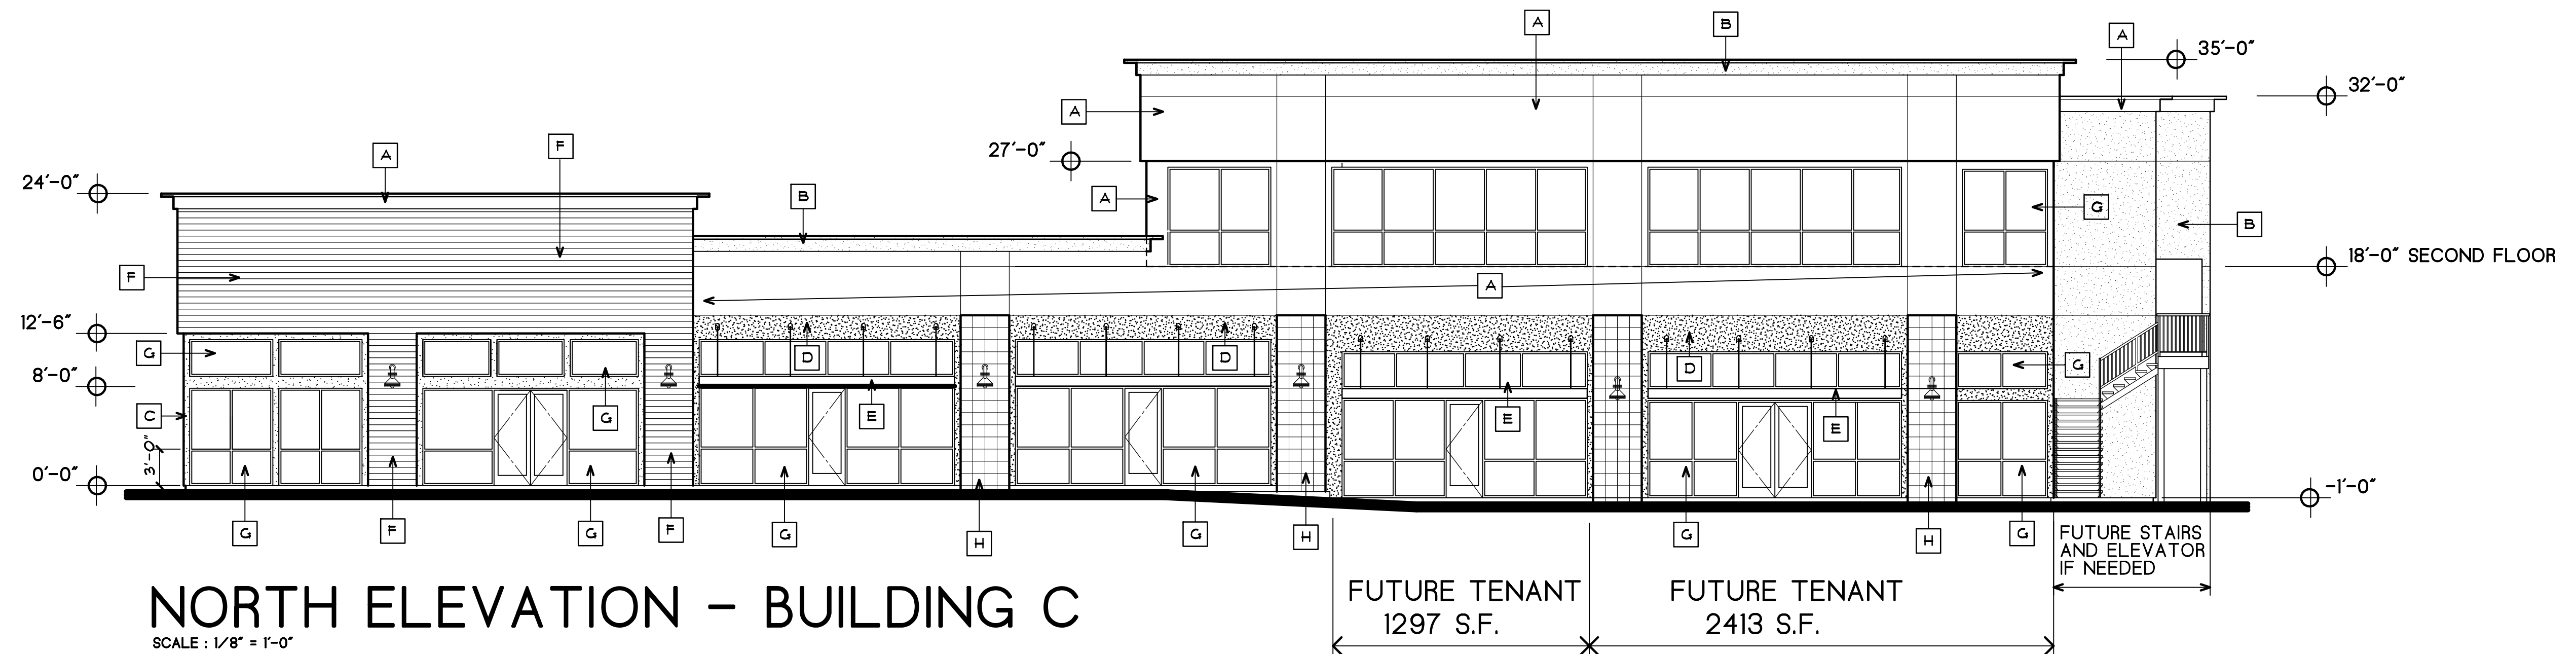 A
B
A
35'-0"
32'-0"
A
27'-0"
F
A
24'-0"
B
A
G
B
18'-0" SECOND FLOOR
F
A
12'-6"
G
D
D
D
G
8'-0"
C
G
E
E
E
3'-0"
0'-0"
-1'-0"
G
F
G
F
G
H
G
H
G
H
G
FUTURE STAIRS
AND ELEVATOR
IF NEEDED
NORTH ELEVATION - BUILDING C
SCALE : 1/8" = 1'-0"
FUTURE TENANT
1297 S.F.
FUTURE TENANT
2413 S.F.